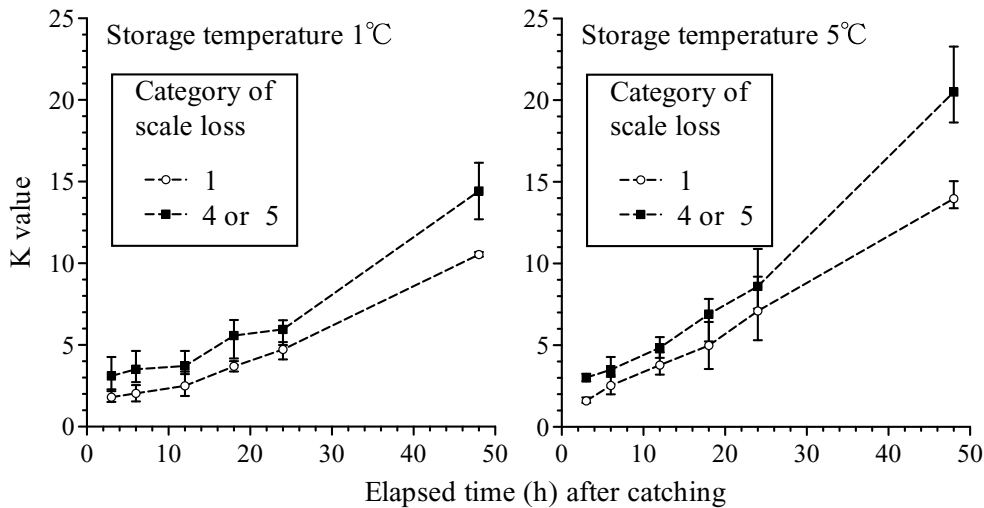 Storage temperature 1℃
Category of
scale loss
1
4 or 5
25
20
15
10
5
0
0 10 20 30 40 50
K value
Storage temperature 5℃
Category of
scale loss
1
4 or 5
25
20
15
10
5
0
0 10 20 30 40 50
Elapsed time (h) after catching